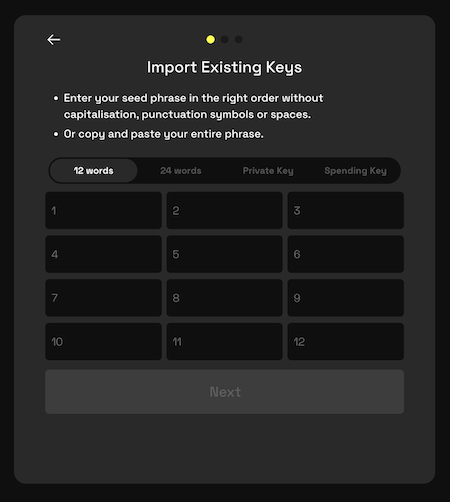 Import Existing Keys
• Enter your seed phrase in the right order without
capitalisation, punctuation symbols or spaces.
• Or copy and paste your entire phrase.
12 words 24 words Private Key Spending Key
1 2 3
4 5 6
7 8 9
10 11 12
Next